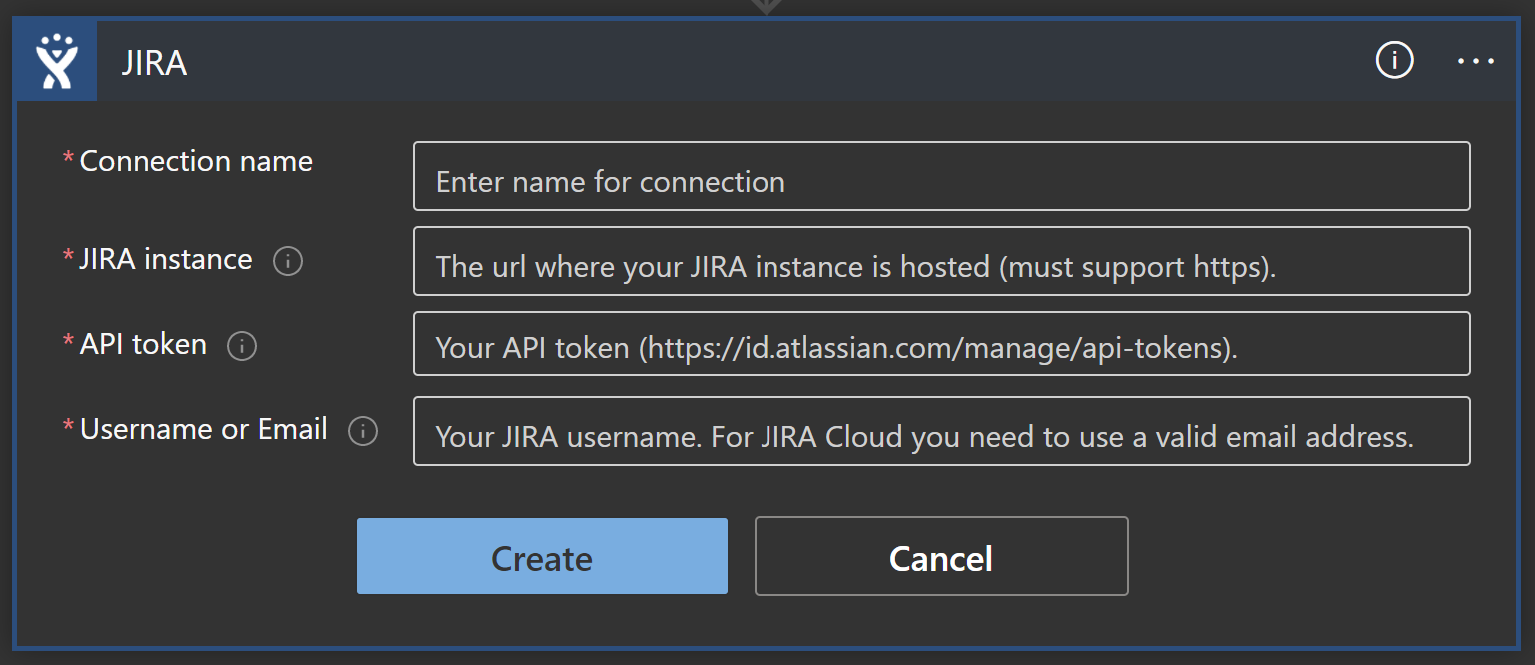 JIRA
* Connection name
Enter name for connection
* JIRA instance
The url where your JIRA instance is hosted (must support https).
* API token
Your API token (https://id.atlassian.com/manage/api-tokens).
* Username or Email
Your JIRA username. For JIRA Cloud you need to use a valid email address.
Create
Cancel